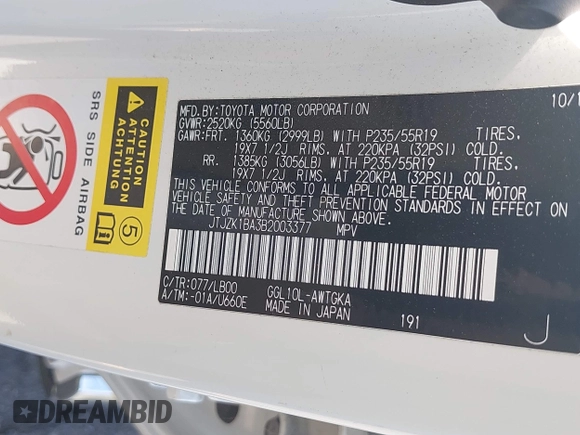 SRS SIDE AIRBAG
CAUTION
ATTENTION
ACHTUNG
5
10/1
MFD.BY:TOYOTA MOTOR CORPORATION
GVWR:2520KG(5560LB)
GAWR:FRT. 1360KG(2999LB) WITH P235/55R19 TIRES,
19X7 1/2J RIMS, AT 220KPA (32PSI) COLD.
RR. 1385KG(3056LB) WITH P235/55R19 TIRES,
19X7 1/2J RIMS, AT 220KPA (32PSI) COLD.
THIS VEHICLE CONFORMS TO ALL APPLICABLE FEDERAL MOTOR
VEHICLE SAFETY AND THEFT PREVENTION STANDARDS IN EFFECT ON
THE DATE OF MANUFACTURE SHOWN ABOVE.
JTJZK1BA3B2003377 MPV
C/TR:077/LB00 GGL10L-AWTGKA
A/TM:-01A/U660E MADE IN JAPAN 191 J
DREAMBID